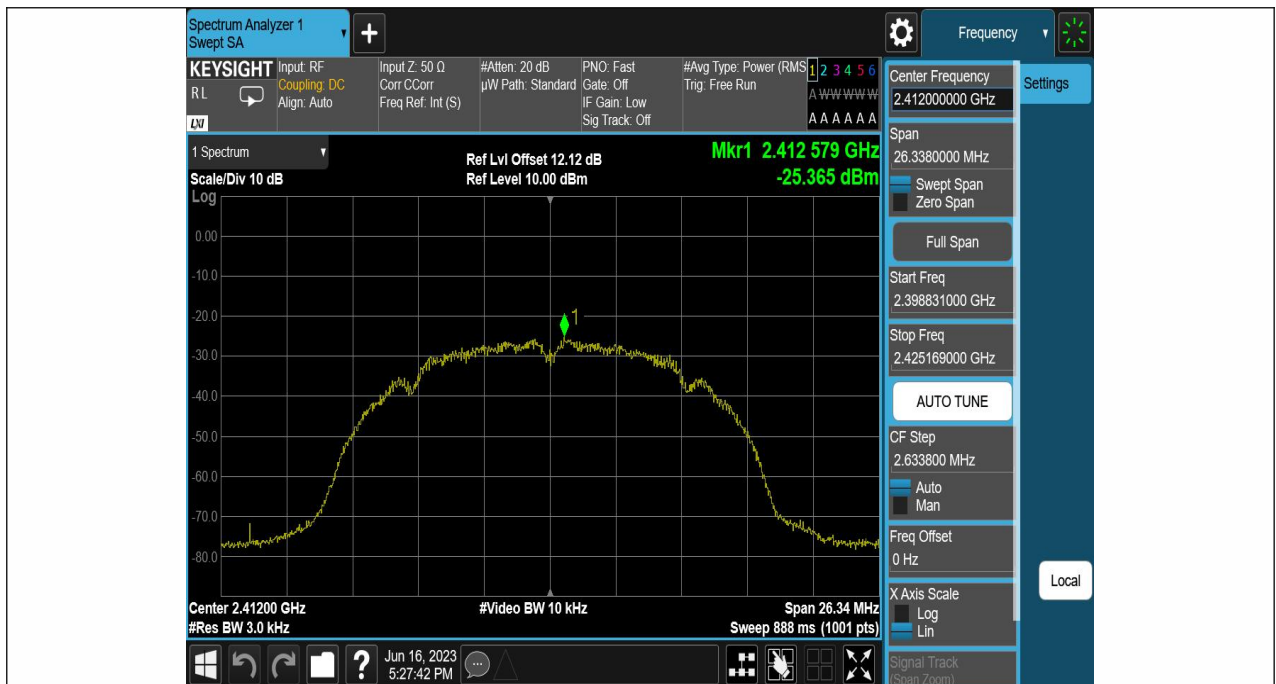 Spectrum Analyzer 1
Swept SA
+
Frequency
KEYSIGHT
RL
LXI
Input: RF
Coupling: DC
Align: Auto
Input Z: 50 Ω
Corr CCorr
Freq Ref: Int (S)
#Atten: 20 dB
µW Path: Standard
PNO: Fast
Gate: Off
IF Gain: Low
Sig Track: Off
#Avg Type: Power (RMS
Trig: Free Run
1 2 3 4 5 6
A W W W W W
A A A A A A
1 Spectrum
Scale/Div 10 dB
Log
Ref Lvl Offset 12.12 dB
Ref Level 10.00 dBm
Mkr1 2.412 579 GHz
-25.365 dBm
0.00
-10.0
-20.0
-30.0
-40.0
-50.0
-60.0
-70.0
-80.0
1
Center 2.41200 GHz
#Res BW 3.0 kHz
#Video BW 10 kHz
Span 26.34 MHz
Sweep 888 ms (1001 pts)
?
Jun 16, 2023
5:27:42 PM
Center Frequency
2.412000000 GHz
Span
26.3380000 MHz
Swept Span
Zero Span
Full Span
Start Freq
2.398831000 GHz
Stop Freq
2.425169000 GHz
AUTO TUNE
CF Step
2.633800 MHz
Auto
Man
Freq Offset
0 Hz
X Axis Scale
Log
Lin
Signal Track
(Span Zoom)
Settings
Local